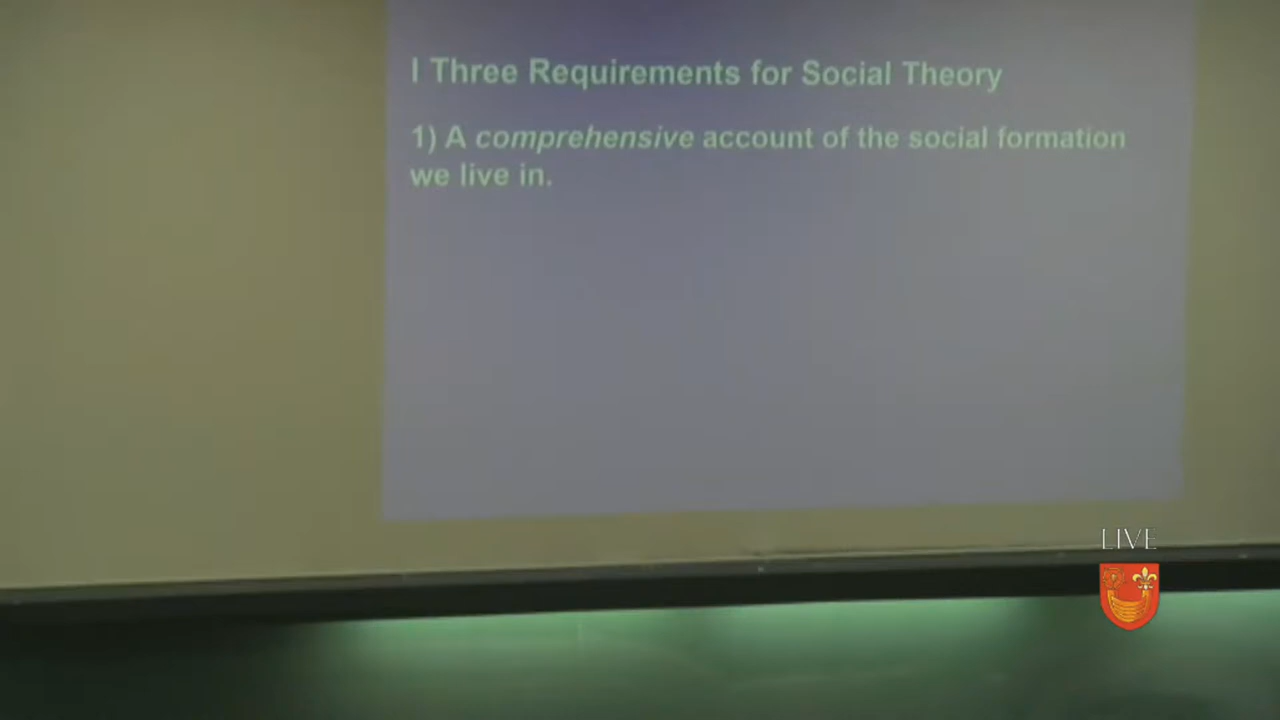 I Three Requirements for Social Theory
1) A comprehensive account of the social formation
we live in.
LIVE